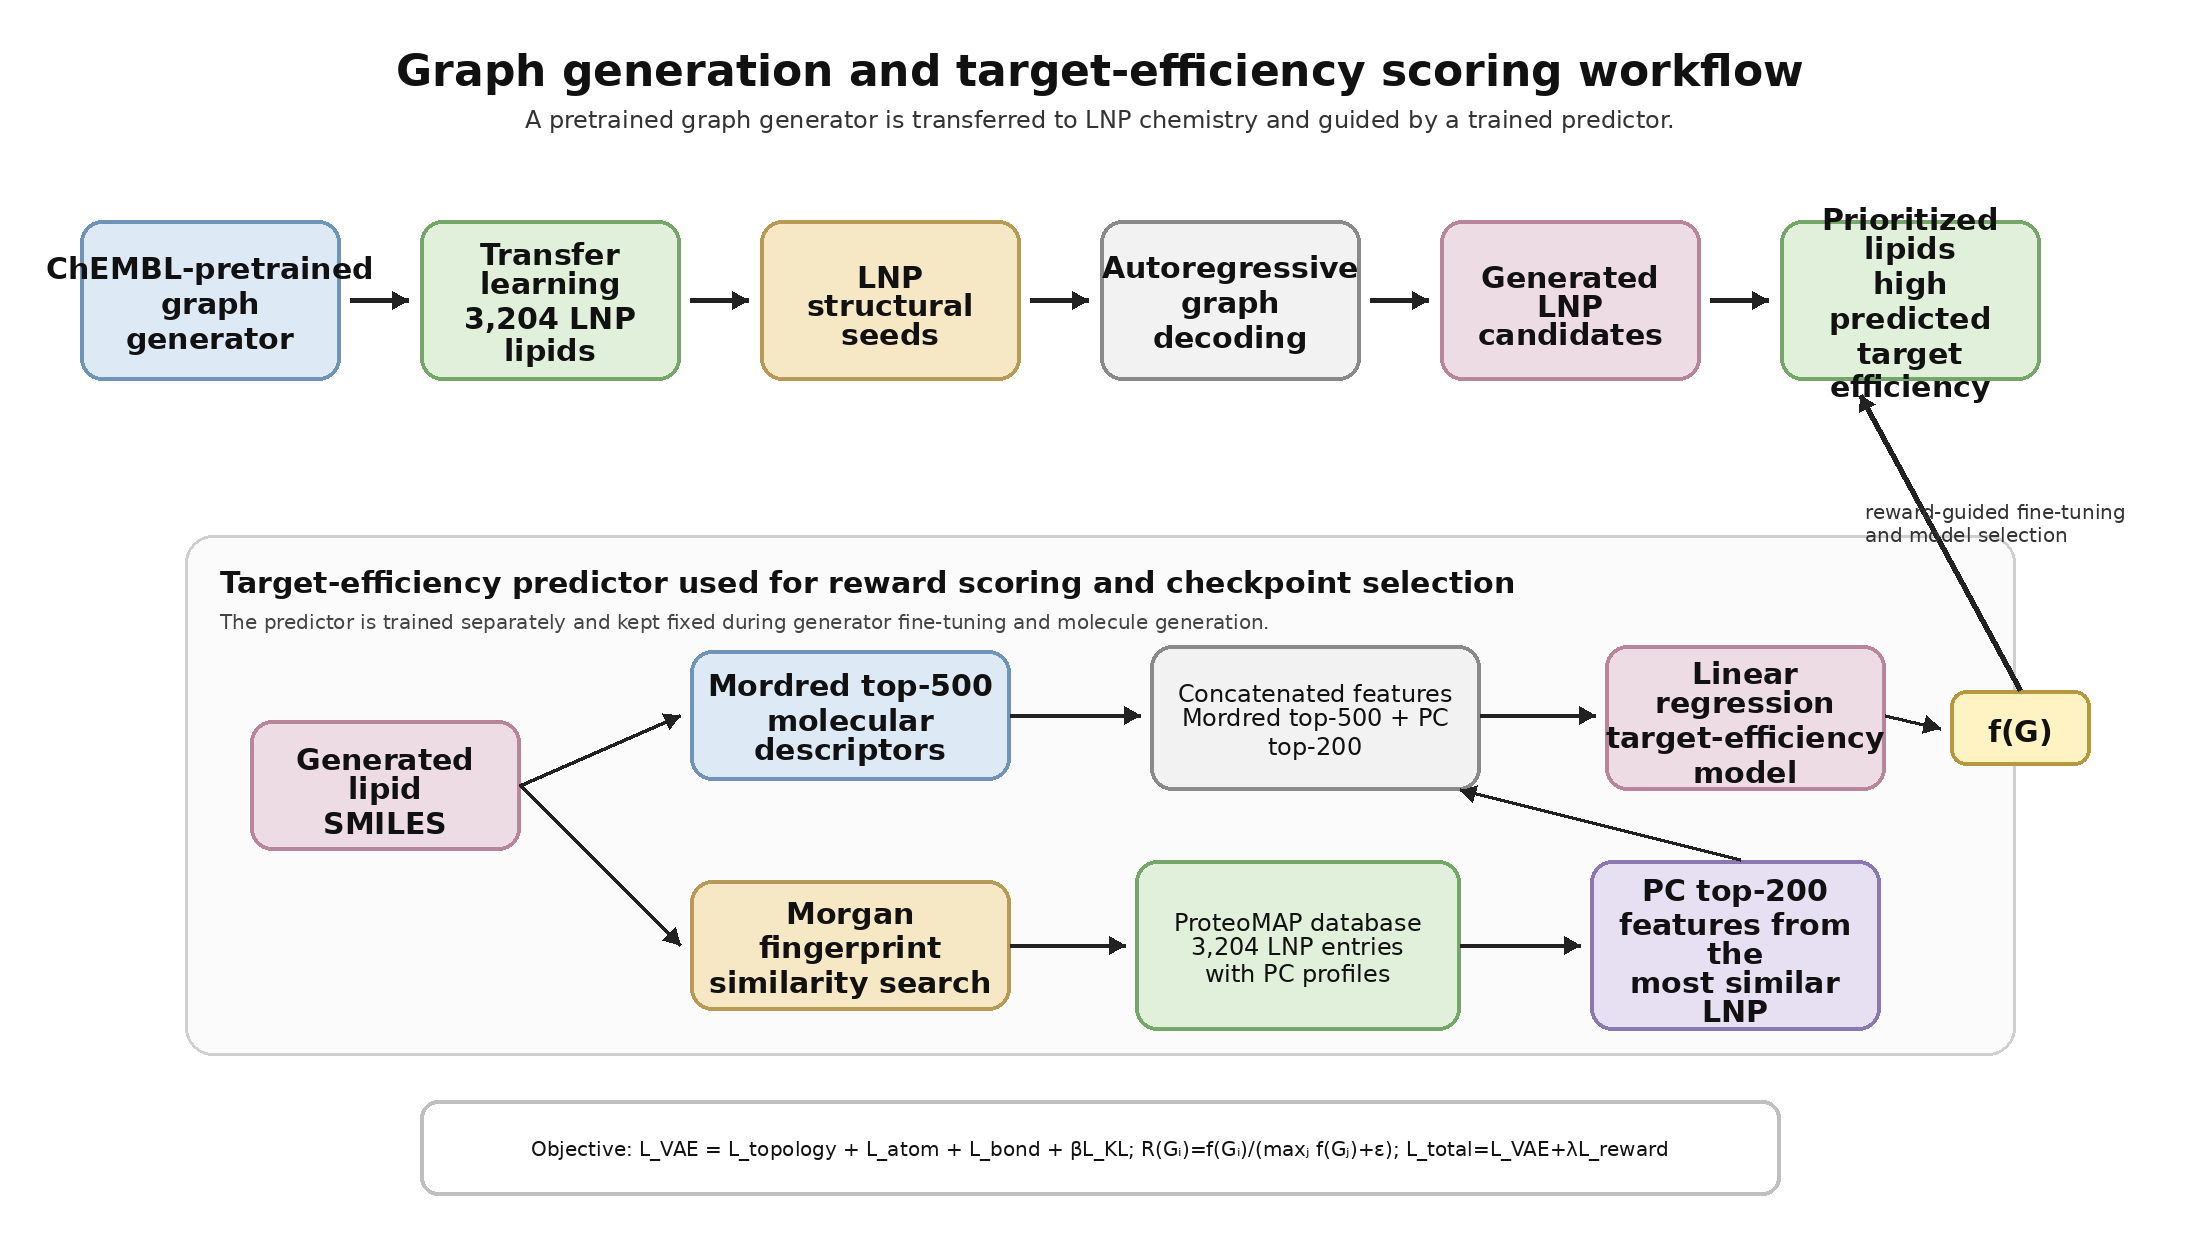 Graph generation and target-efficiency scoring workflow
A pretrained graph generator is transferred to LNP chemistry and guided by a trained predictor.
ChEMBL-pretrained
graph
generator
Transfer
learning
3,204 LNP
lipids
LNP
structural
seeds
Autoregressive
graph
decoding
Generated
LNP
candidates
Prioritized
lipids
high
predicted
target
efficiency
reward-guided fine-tuning
and model selection
Target-efficiency predictor used for reward scoring and checkpoint selection
The predictor is trained separately and kept fixed during generator fine-tuning and molecule generation.
Generated
lipid
SMILES
Mordred top-500
molecular
descriptors
Concatenated features
Mordred top-500 + PC
top-200
Linear
regression
target-efficiency
model
f(G)
Morgan
fingerprint
similarity search
ProteoMAP database
3,204 LNP entries
with PC profiles
PC top-200
features from
the
most similar
LNP
Objective: L_VAE = L_topology + L_atom + L_bond + βL_KL; R(Gᵢ)=f(Gᵢ)/(maxⱼ f(Gⱼ)+ε); L_total=L_VAE+λL_reward